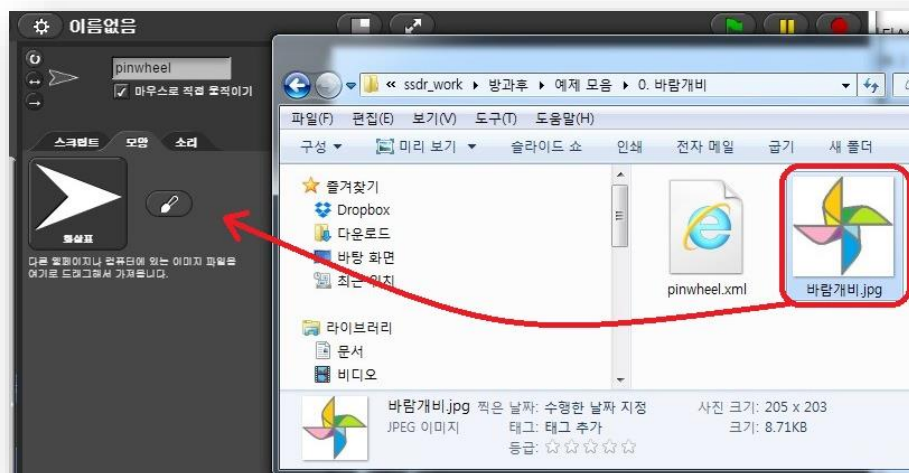 이름없음
pinwheel
마우스로 직접 움직이기
스크립트 모양 소리
화살표
다른 웹페이지나 컴퓨터에 있는 이미지 파일을
여기로 드래그해서 가져옵니다.
« ssdr_work ▸ 방과후 ▸ 예제 모음 ▸ 0. 바람개비
파일(F) 편집(E) 보기(V) 도구(T) 도움말(H)
구성 미리 보기 슬라이드 쇼 인쇄 전자 메일 굽기 새 폴더
즐겨찾기
Dropbox
다운로드
바탕 화면
최근 위치
라이브러리
문서
비디오
pinwheel.xml
바람개비.jpg
바람개비.jpg 찍은 날짜: 수행한 날짜 지정 사진 크기: 205 x 203
JPEG 이미지 태그: 태그 추가 크기: 8.71KB
등급: ☆☆☆☆☆